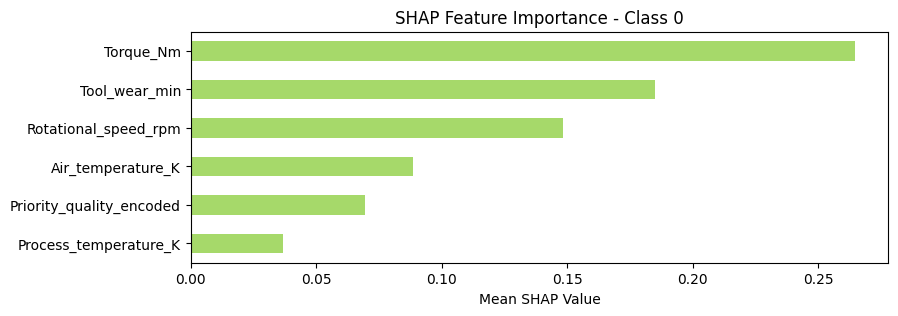 SHAP Feature Importance - Class 0
Torque_Nm
Tool_wear_min
Rotational_speed_rpm
Air_temperature_K
Priority_quality_encoded
Process_temperature_K
0.00 0.05 0.10 0.15 0.20 0.25
Mean SHAP Value